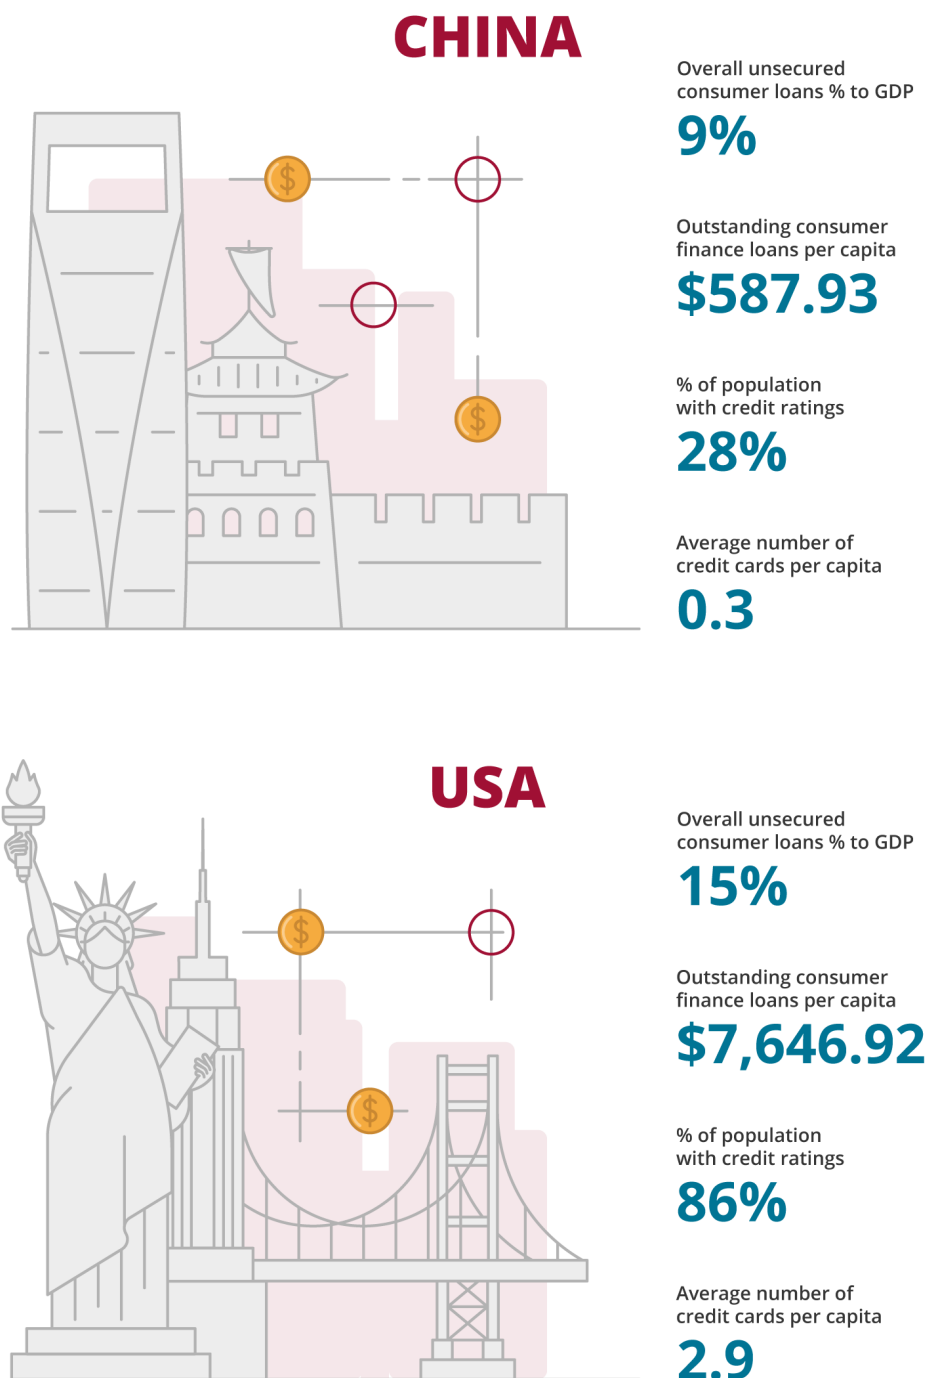 CHINA
Overall unsecured
consumer loans % to GDP
9%
Outstanding consumer
finance loans per capita
$587.93
% of population
with credit ratings
28%
Average number of
credit cards per capita
0.3
$
$
USA
Overall unsecured
consumer loans % to GDP
15%
Outstanding consumer
finance loans per capita
$7,646.92
% of population
with credit ratings
86%
Average number of
credit cards per capita
2.9
$
$